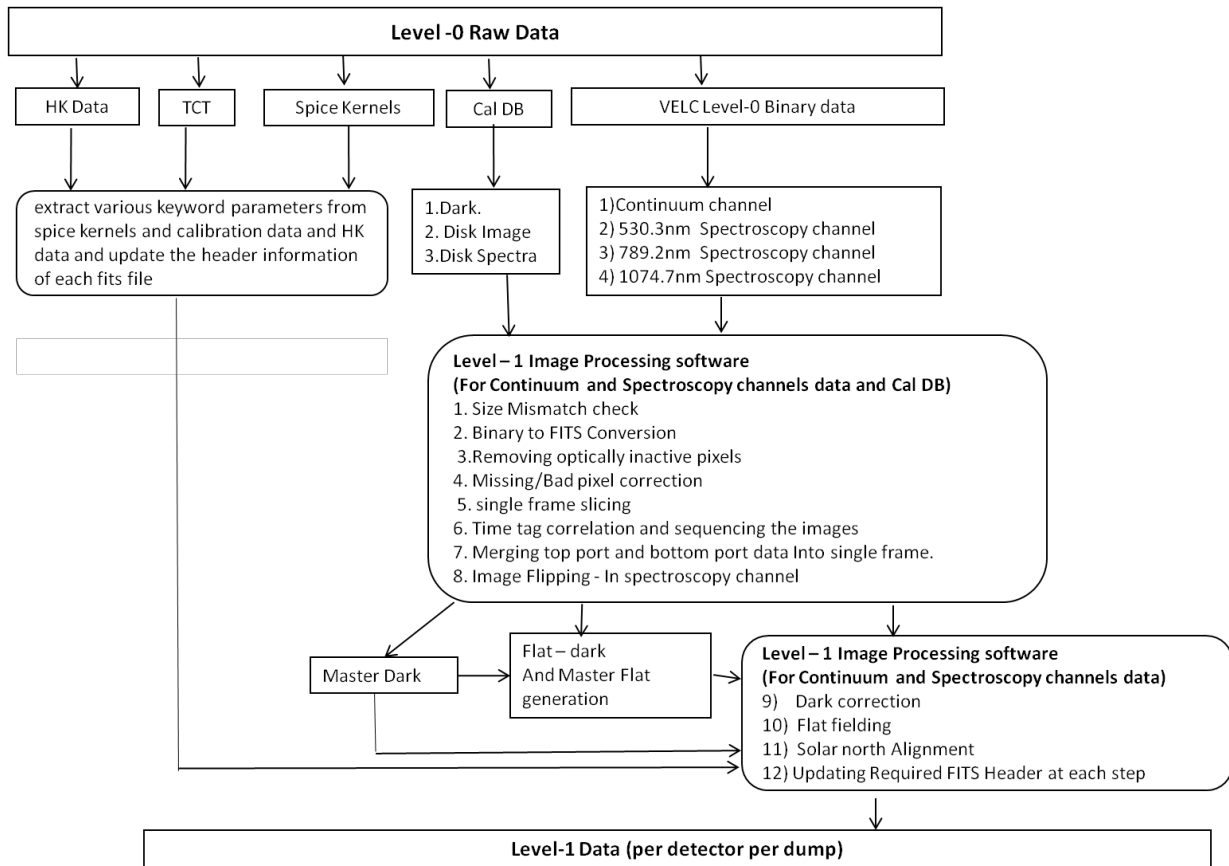 Level -0 Raw Data
HK Data
TCT
Spice Kernels
Cal DB
VELC Level-0 Binary data
extract various keyword parameters from
spice kernels and calibration data and HK
data and update the header information
of each fits file
1.Dark.
2. Disk Image
3.Disk Spectra
1)Continuum channel
2) 530.3nm Spectroscopy channel
3) 789.2nm Spectroscopy channel
4) 1074.7nm Spectroscopy channel
Level – 1 Image Processing software
(For Continuum and Spectroscopy channels data and Cal DB)
1. Size Mismatch check
2. Binary to FITS Conversion
3.Removing optically inactive pixels
4. Missing/Bad pixel correction
5. single frame slicing
6. Time tag correlation and sequencing the images
7. Merging top port and bottom port data Into single frame.
8. Image Flipping - In spectroscopy channel
Master Dark
Flat – dark
And Master Flat
generation
Level – 1 Image Processing software
(For Continuum and Spectroscopy channels data)
9) Dark correction
10) Flat fielding
11) Solar north Alignment
12) Updating Required FITS Header at each step
Level-1 Data (per detector per dump)